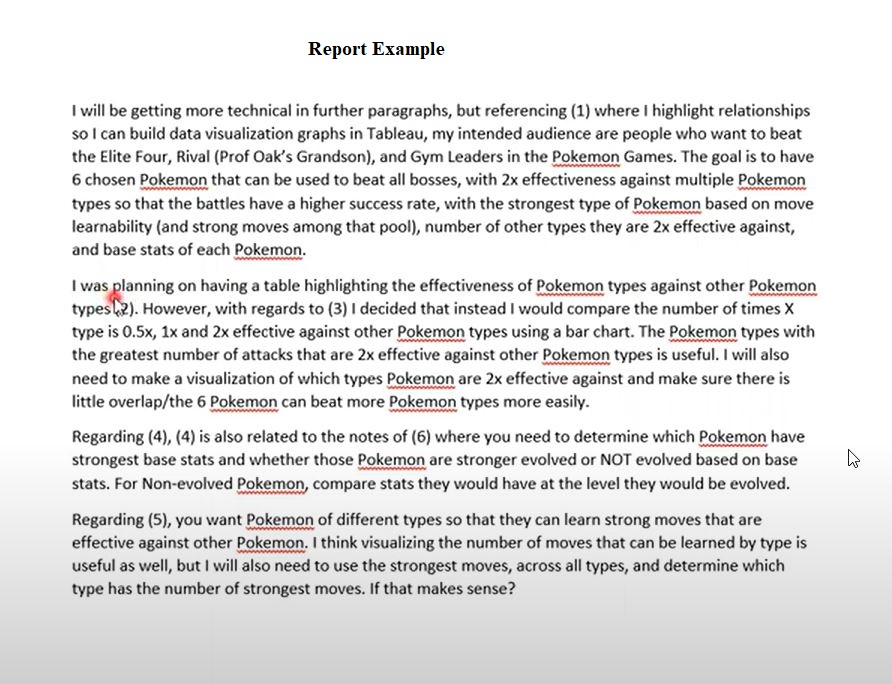 Report Example
I will be getting more technical in further paragraphs, but referencing (1) where I highlight relationships
so I can build data visualization graphs in Tableau, my intended audience are people who want to beat
the Elite Four, Rival (Prof Oak's Grandson), and Gym Leaders in the Pokemon Games. The goal is to have
6 chosen Pokemon that can be used to beat all bosses, with 2x effectiveness against multiple Pokemon
types so that the battles have a higher success rate, with the strongest type of Pokemon based on move
learnability (and strong moves among that pool), number of other types they are 2x effective against,
and base stats of each Pokemon.
I was planning on having a table highlighting the effectiveness of Pokemon types against other Pokemon
types (2). However, with regards to (3) I decided that instead I would compare the number of times X
type is 0.5x, 1x and 2x effective against other Pokemon types using a bar chart. The Pokemon types with
the greatest number of attacks that are 2x effective against other Pokemon types is useful. I will also
need to make a visualization of which types Pokemon are 2x effective against and make sure there is
little overlap/the 6 Pokemon can beat more Pokemon types more easily.
Regarding (4), (4) is also related to the notes of (6) where you need to determine which Pokemon have
strongest base stats and whether those Pokemon are stronger evolved or NOT evolved based on base
stats. For Non-evolved Pokemon, compare stats they would have at the level they would be evolved.
Regarding (5), you want Pokemon of different types so that they can learn strong moves that are
effective against other Pokemon. I think visualizing the number of moves that can be learned by type is
useful as well, but I will also need to use the strongest moves, across all types, and determine which
type has the number of strongest moves. If that makes sense?